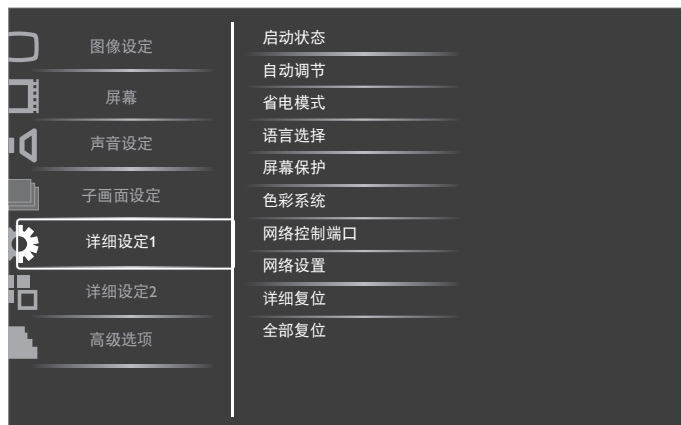 图像设定
屏幕
声音设定
子画面设定
详细设定1
详细设定2
高级选项
启动状态
自动调节
省电模式
语言选择
屏幕保护
色彩系统
网络控制端口
网络设置
详细复位
全部复位